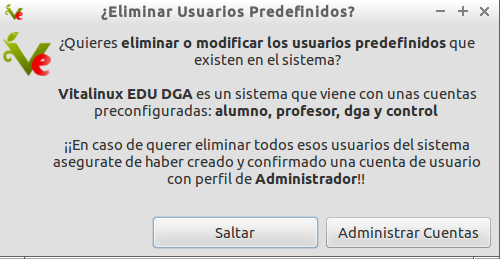 ¿Eliminar Usuarios Predefinidos?
¿Quieres eliminar o modificar los usuarios predefinidos que
existen en el sistema?
Vitalinux EDU DGA es un sistema que viene con unas cuentas
preconfiguradas: alumno, profesor, dga y control
¡¡En caso de querer eliminar todos esos usuarios del sistema
asegurate de haber creado y confirmado una cuenta de usuario
con perfil de Administrador!!
Saltar
Administrar Cuentas